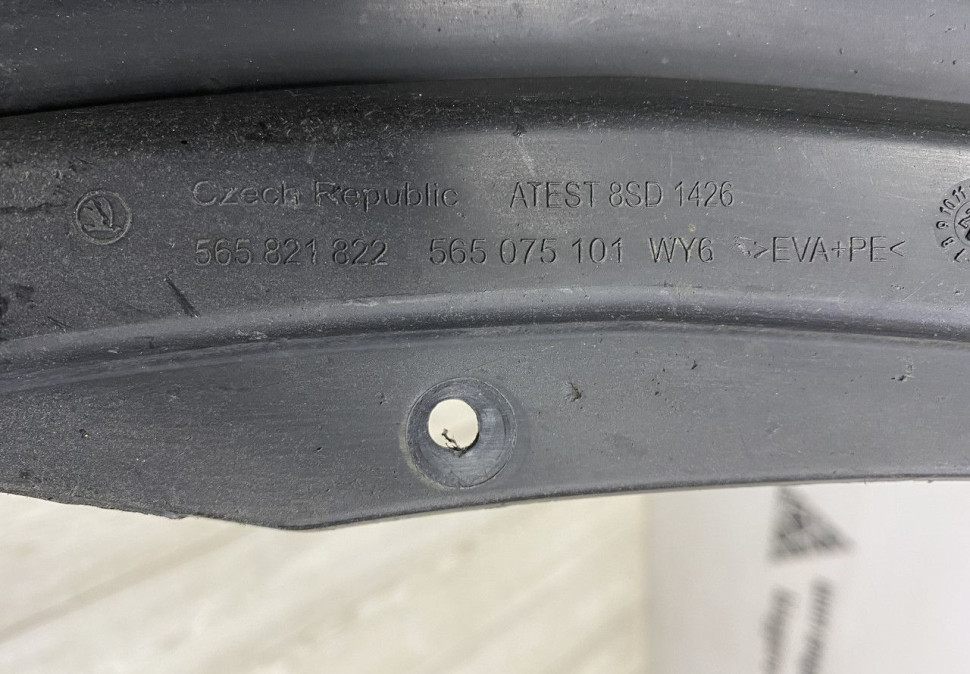 Czech Republic ATEST 8SD 1426
565 821 822 565 075 101 WY6 >EVA+PE<